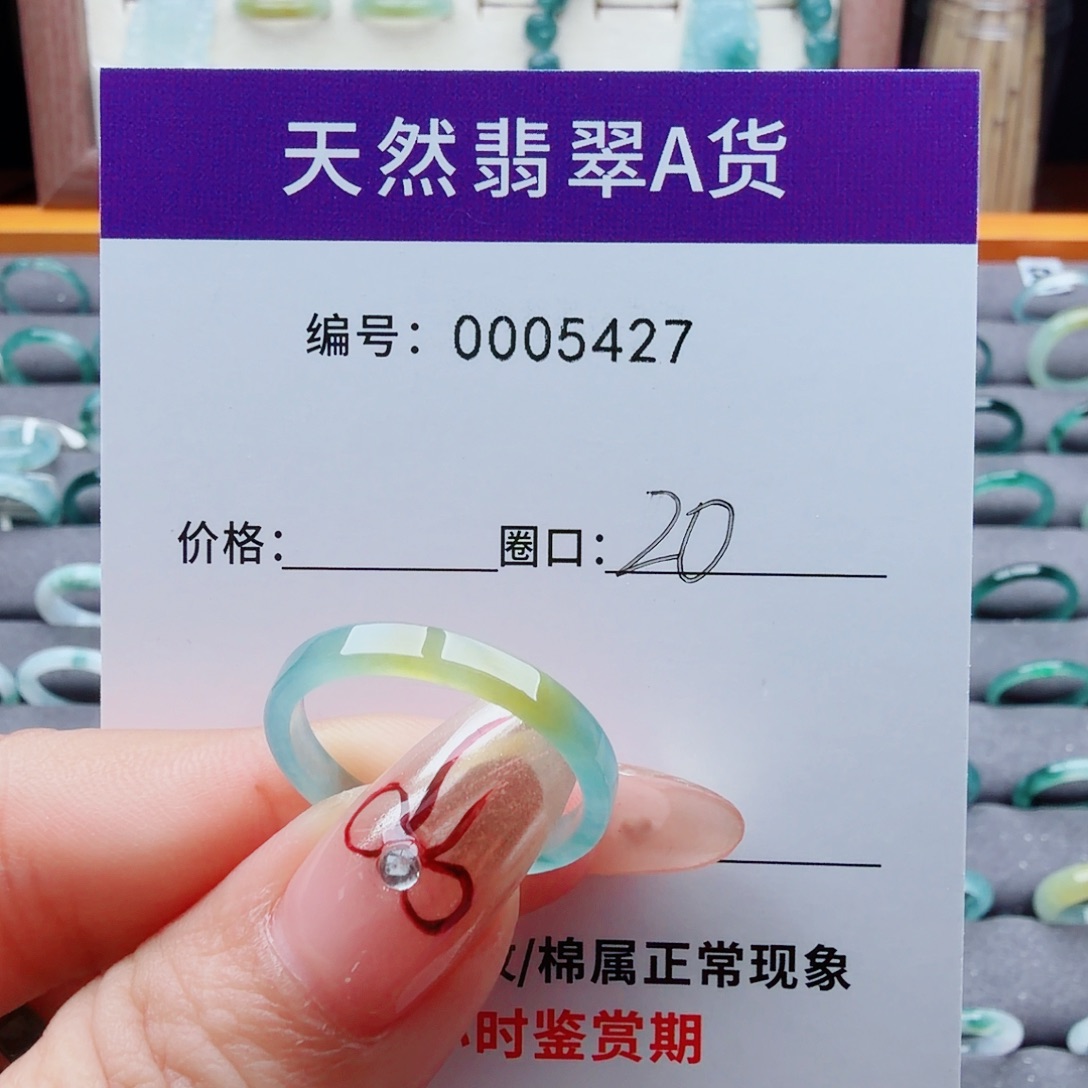 天然翡翠A货
编号：0005427
价格：
圈口：20
/棉属正常现象
时鉴赏期